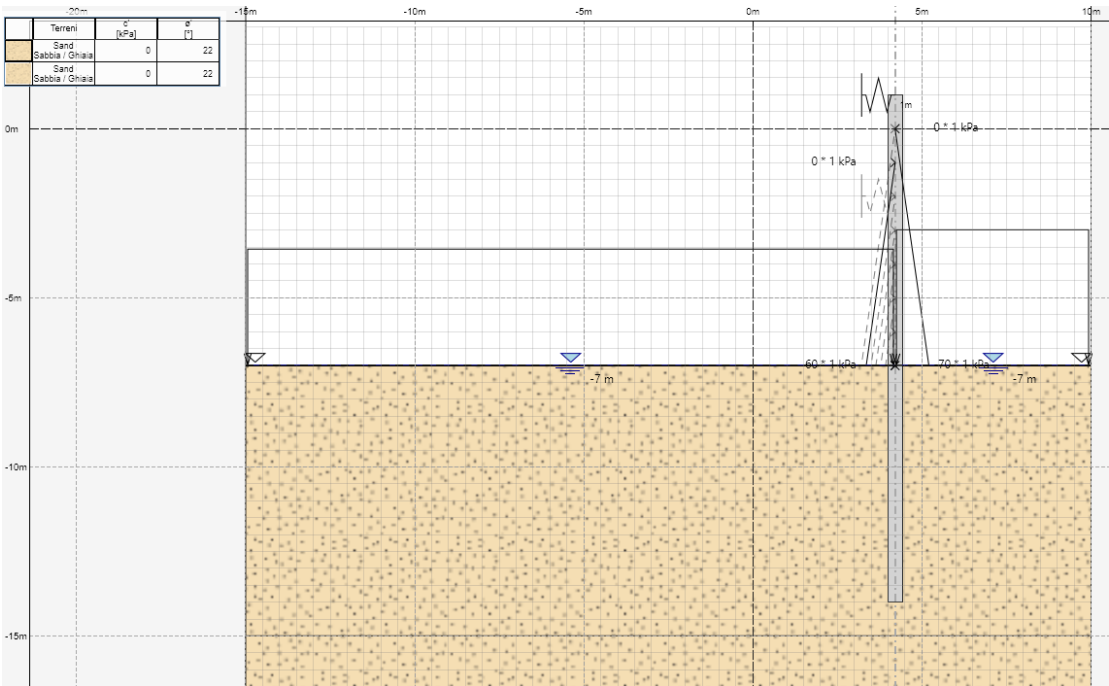 -20m -15m -10m -5m 0m 5m 10m
Terreni c' [kPa] ø' [°]
Sand
Sabbia / Ghiaia 0 22
Sand
Sabbia / Ghiaia 0 22
1m
0m
0 * 1 kPa
0 * 1 kPa
-5m
60 * 1 kPa
70 * 1 kPa
-7 m
-7 m
-10m
-15m